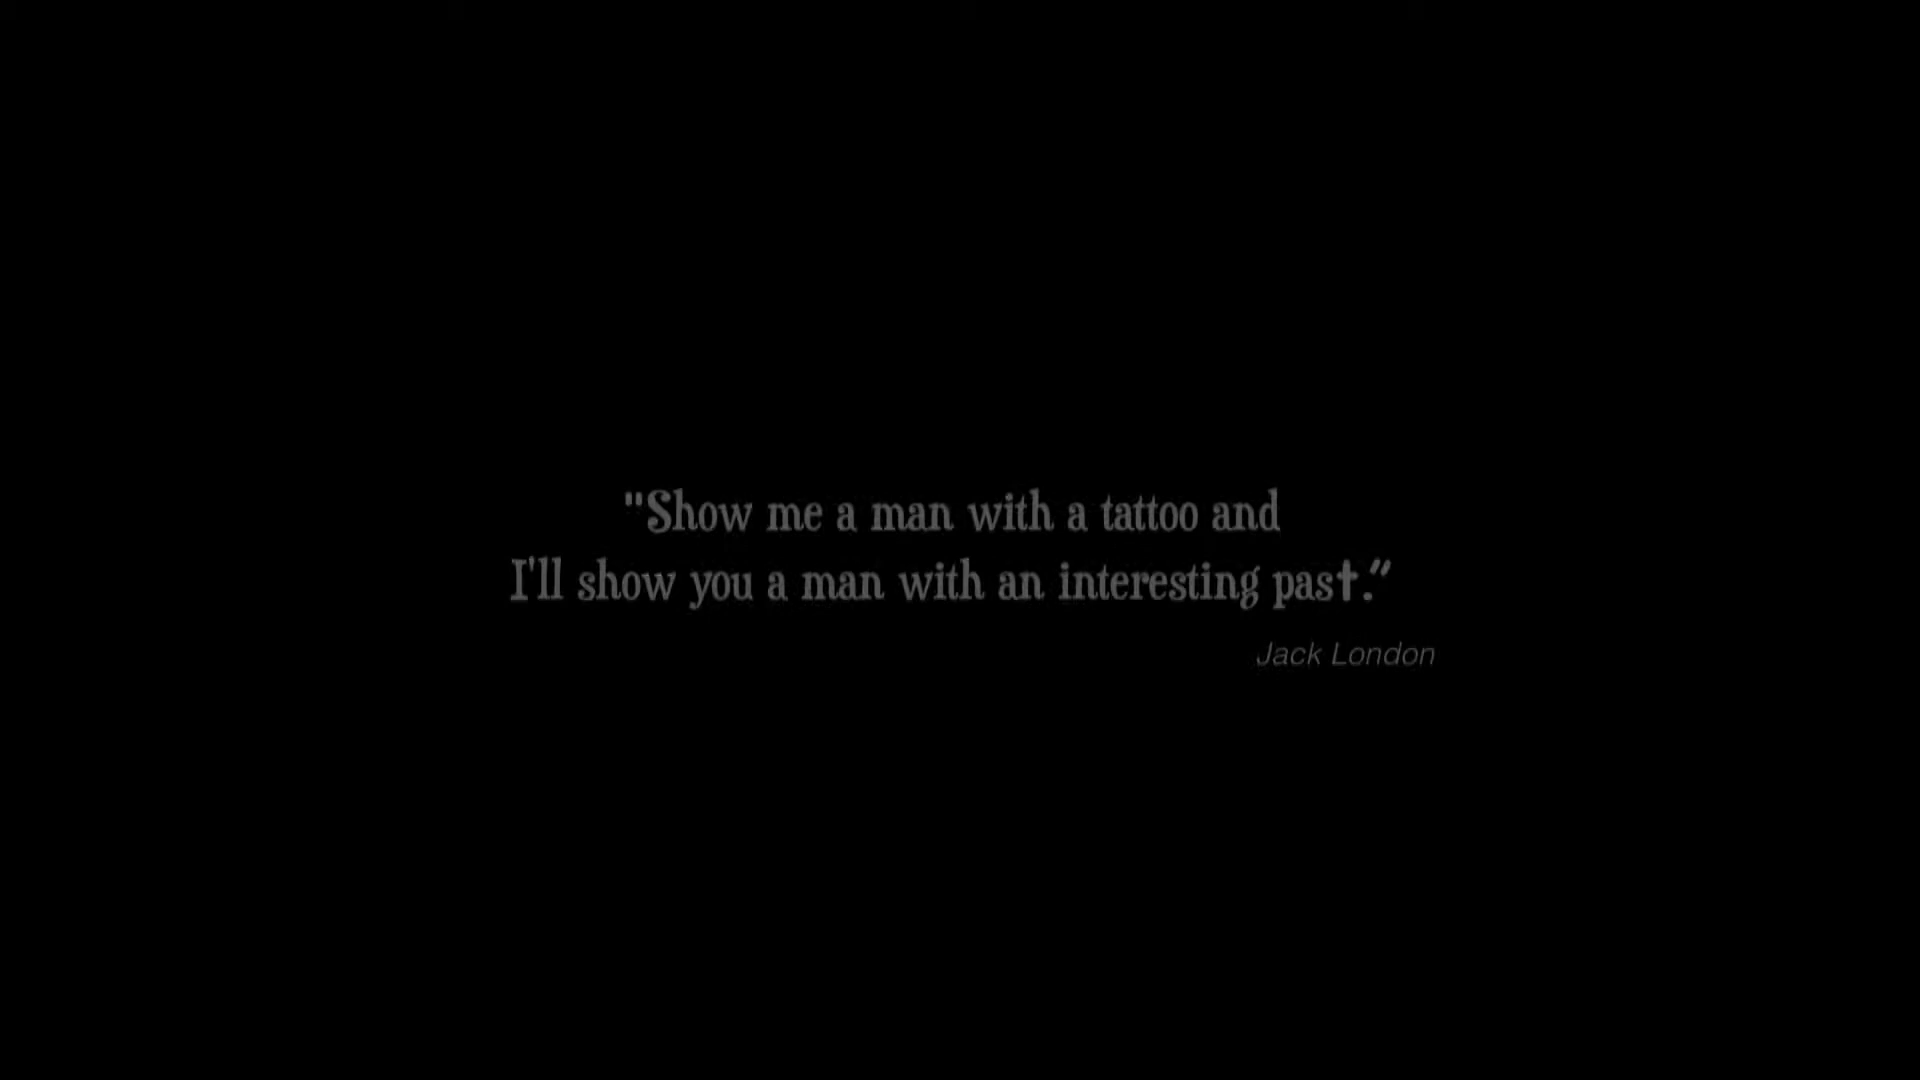 "Show me a man with a tattoo and
I'll show you a man with an interesting past.”
Jack London